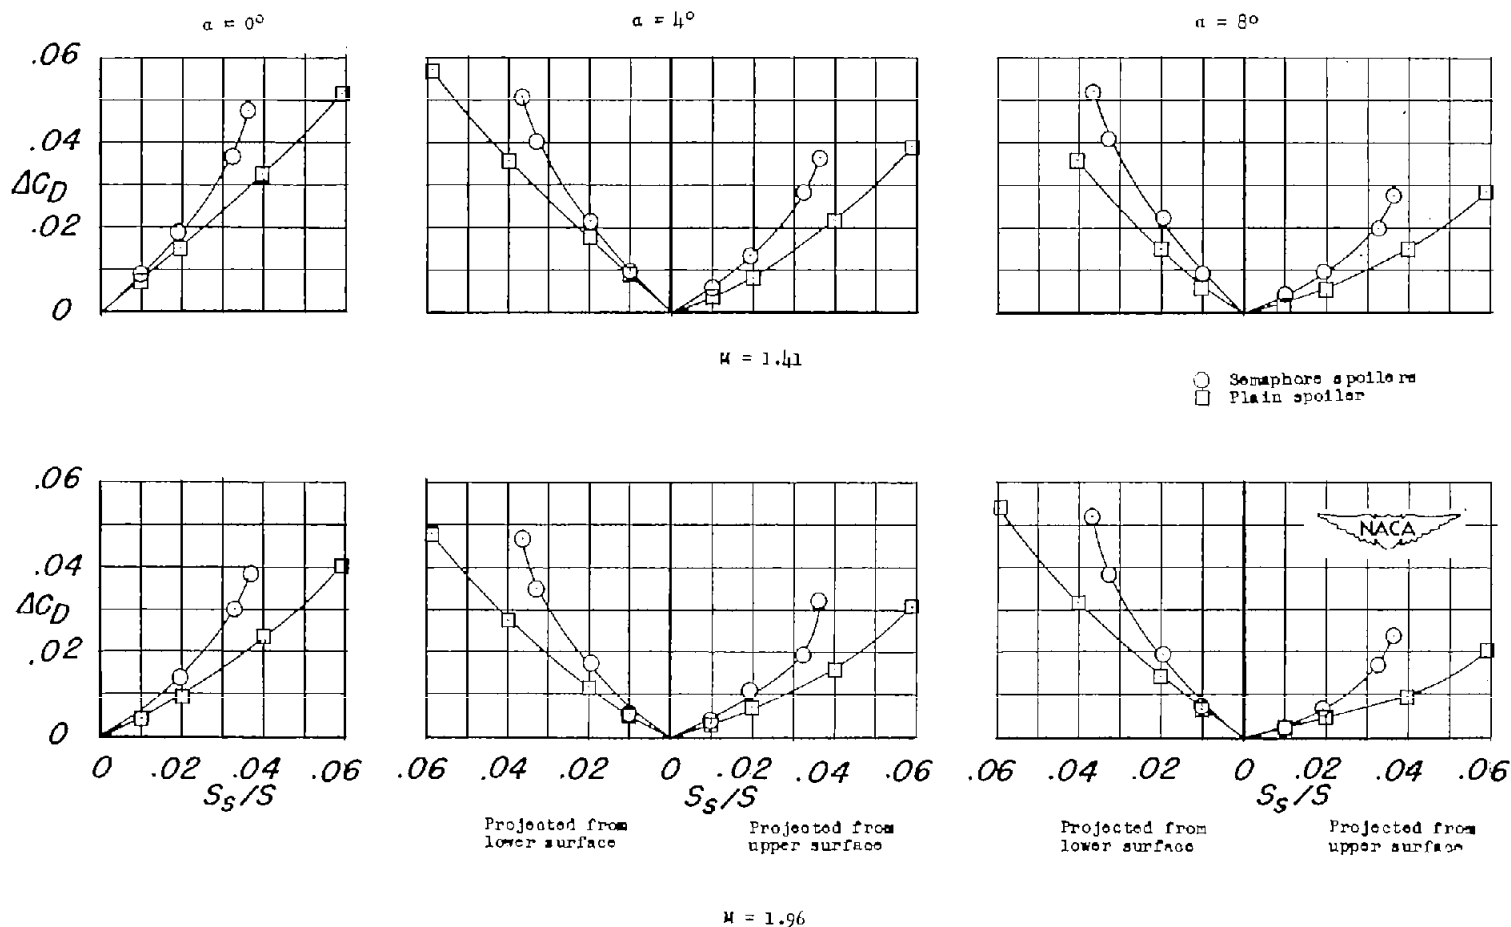 α = 0° α = 4° α = 8°
.06
.04
ΔC_D
.02
0
M = 1.41
Semaphore spoilers
Plain spoiler
.06
NACA
.04
ΔC_D
.02
0
0 .02 .04 .06 .06 .04 .02 0 .02 .04 .06 .06 .04 .02 0 .02 .04 .06
S_s/S S_s/S S_s/S
Projected from Projected from Projected from Projected from
lower surface upper surface lower surface upper surface
M = 1.96